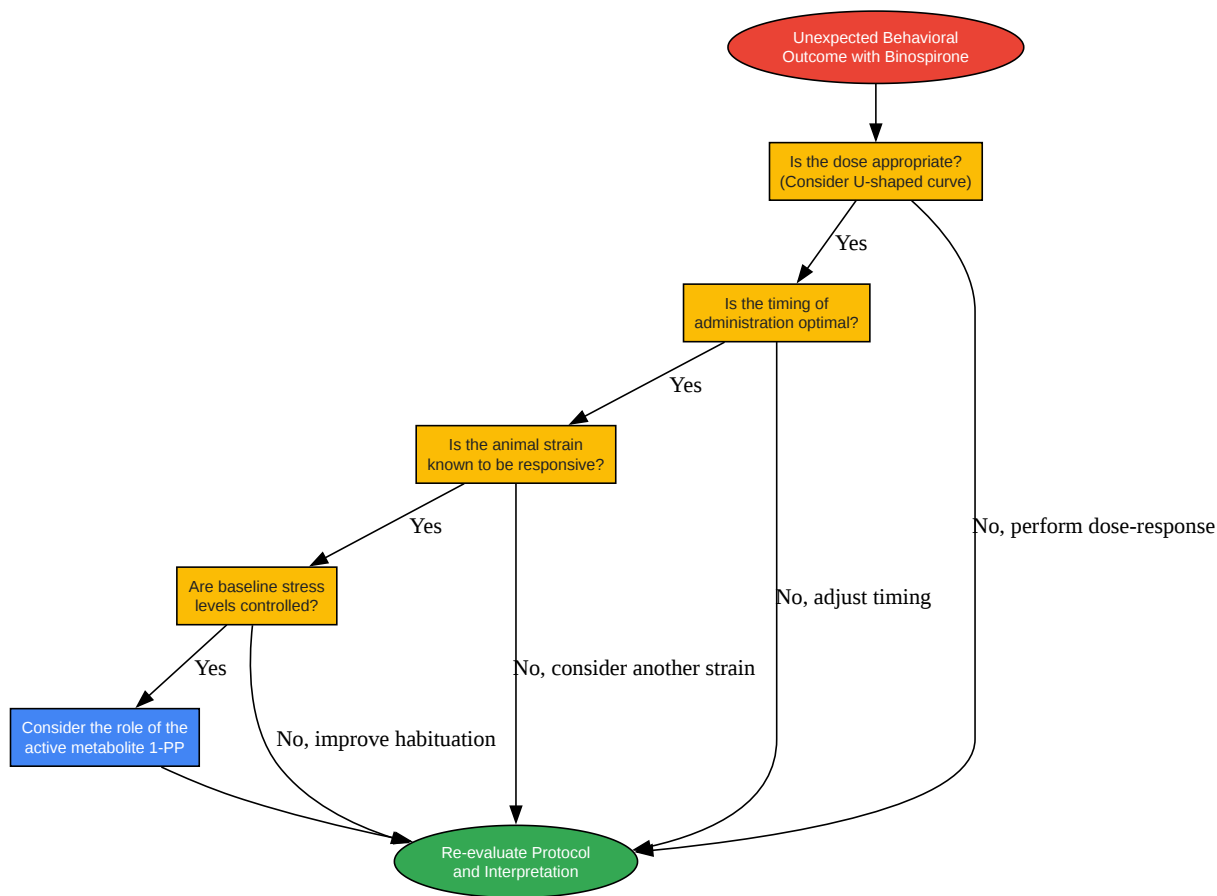 Unexpected Behavioral
Outcome with Binospirone
Is the dose appropriate?
(Consider U-shaped curve)
Yes
Is the timing of
administration optimal?
Yes
Is the animal strain
known to be responsive?
Yes
No, perform dose-response
Are baseline stress
levels controlled?
No, adjust timing
Yes
No, consider another strain
Consider the role of the
active metabolite 1-PP
No, improve habituation
Re-evaluate Protocol
and Interpretation